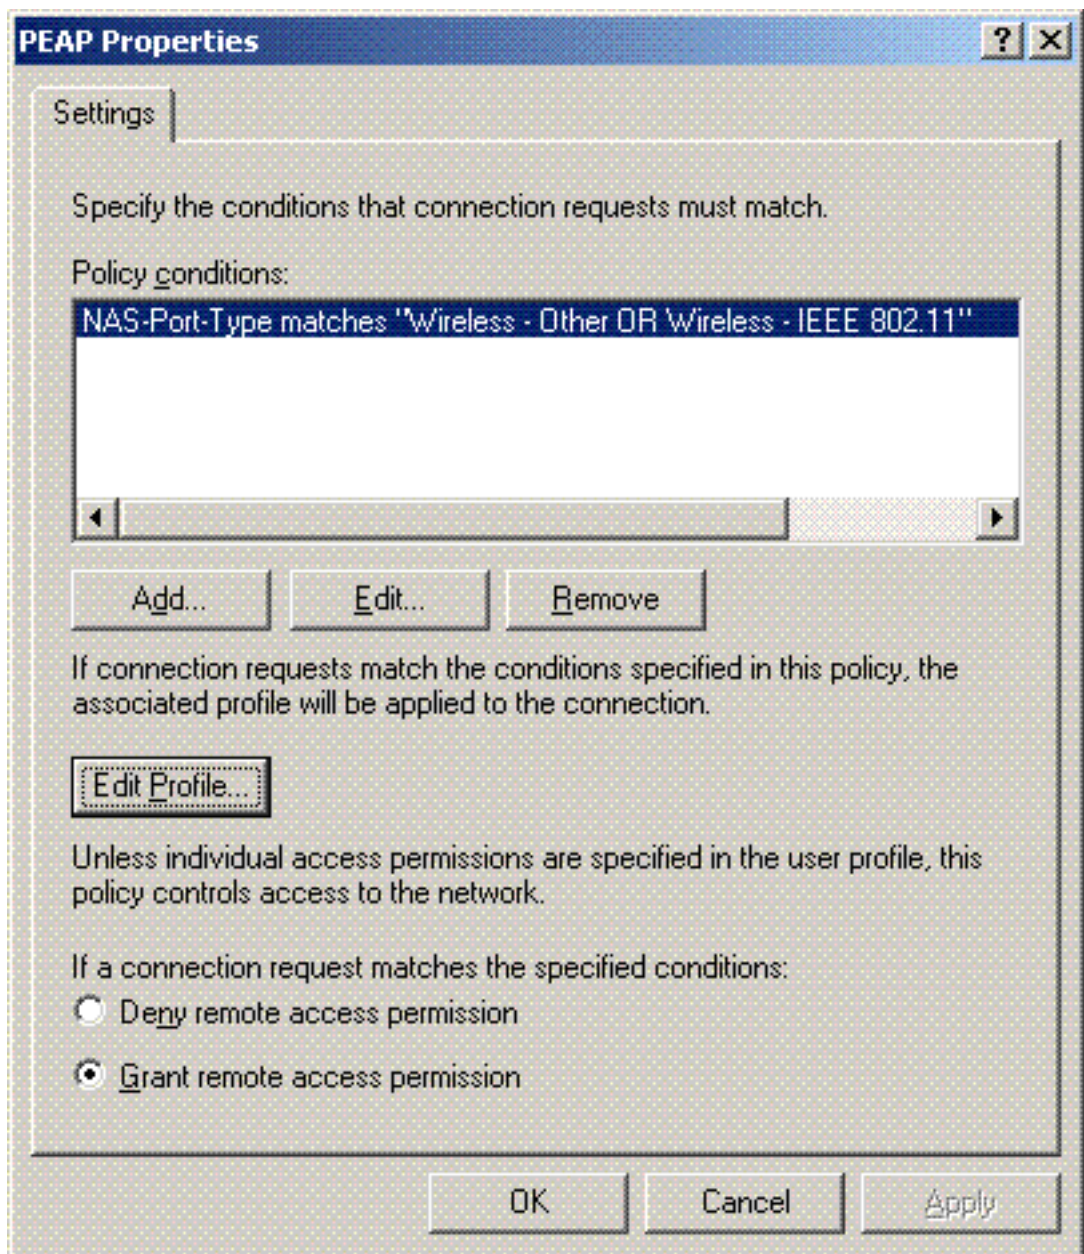 PEAP Properties
Settings
Specify the conditions that connection requests must match.
Policy conditions:
NAS-Port-Type matches "Wireless - Other OR Wireless - IEEE 802.11"
Add... Edit... Remove
If connection requests match the conditions specified in this policy, the
associated profile will be applied to the connection.
Edit Profile...
Unless individual access permissions are specified in the user profile, this
policy controls access to the network.
If a connection request matches the specified conditions:
Deny remote access permission
Grant remote access permission
OK Cancel Apply